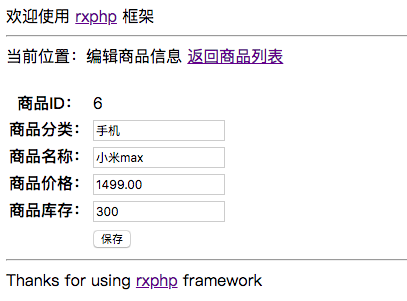 欢迎使用 rxphp 框架
当前位置：编辑商品信息 返回商品列表
商品ID： 6
商品分类： 手机
商品名称： 小米max
商品价格： 1499.00
商品库存： 300
保存
Thanks for using rxphp framework